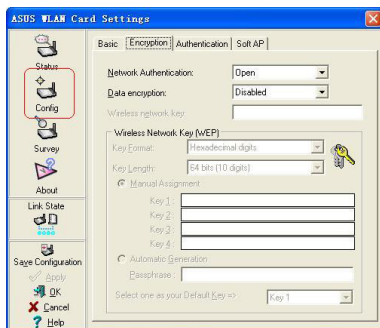 ASUS WLAN Card Settings
Status
Config
Survey
About
Link State
Save Configuration
Apply
OK
Cancel
Help
Basic Encryption Authentication Soft AP
Network Authentication: Open
Data encryption: Disabled
Wireless network key:
Wireless Network Key (WEP)
Key Format: Hexadecimal digits
Key Length: 64 bits (10 digits)
Manual Assignment
Key 1 :
Key 2 :
Key 3 :
Key 4 :
Automatic Generation
Passphrase :
Select one as your Default Key => Key 1